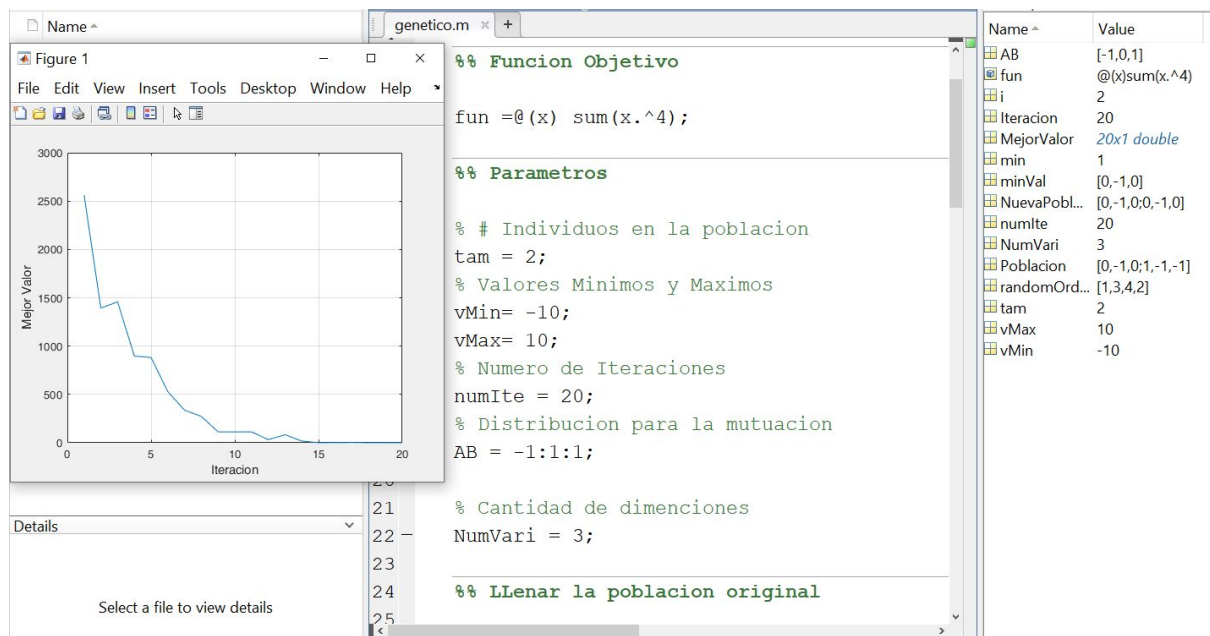 Name
Figure 1
File Edit View Insert Tools Desktop Window Help
3000
2500
2000
1500
1000
500
0
Mejor Valor
0 5 10 15 20
Iteracion
Details
Select a file to view details
genetico.m × +
%% Funcion Objetivo
fun =@(x) sum(x.^4);
%% Parametros
% # Individuos en la poblacion
tam = 2;
% Valores Minimos y Maximos
vMin= -10;
vMax= 10;
% Numero de Iteraciones
numIte = 20;
% Distribucion para la mutuacion
AB = -1:1:1;
21 % Cantidad de dimenciones
22 − NumVari = 3;
23
24 %% LLenar la poblacion original
25
Name Value
AB [-1,0,1]
fun @(x)sum(x.^4)
i 2
Iteracion 20
MejorValor 20x1 double
min 1
minVal [0,-1,0]
NuevaPobl... [0,-1,0;0,-1,0]
numIte 20
NumVari 3
Poblacion [0,-1,0;1,-1,-1]
randomOrd... [1,3,4,2]
tam 2
vMax 10
vMin -10